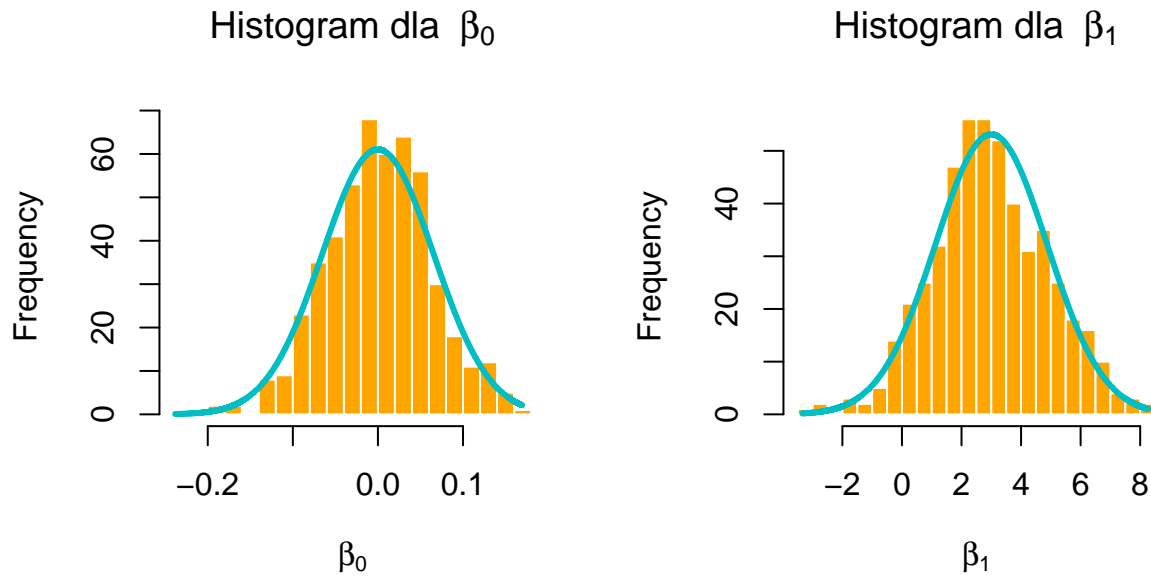 Histogram dla β₀
Frequency
0 20 40 60
−0.2 0.0 0.1
β₀
Histogram dla β₁
Frequency
0 20 40
−2 0 2 4 6 8
β₁